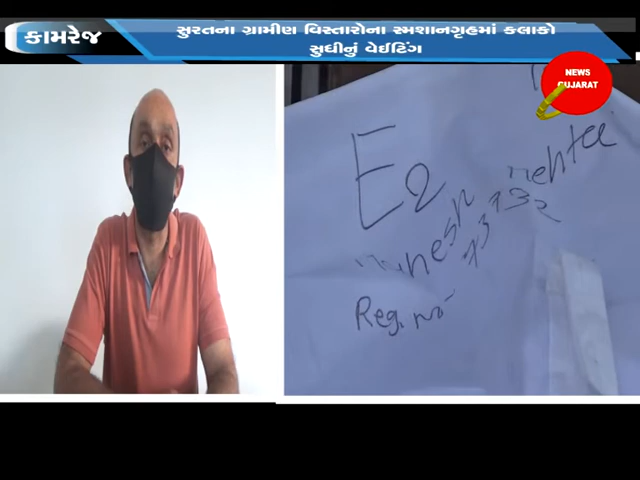 કામરેજ
સુરતના ગ્રામીણ વિસ્તારોના સ્મશાનગૃહમાં કલાકો
સુધીનું વેઈટિંગ
NEWS
GUJARAT
E2
mehta
Reg. no